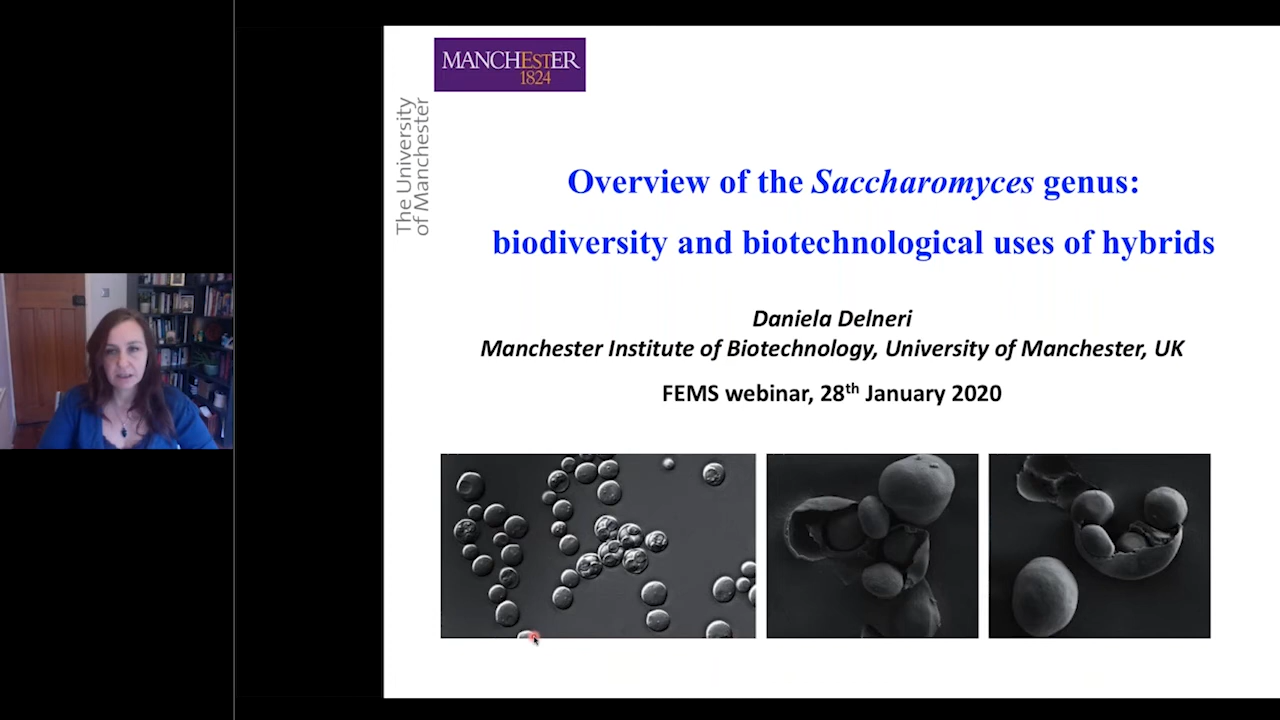 MANCHESTER
1824
The University
of Manchester
Overview of the Saccharomyces genus:
biodiversity and biotechnological uses of hybrids
Daniela Delneri
Manchester Institute of Biotechnology, University of Manchester, UK
FEMS webinar, 28th January 2020